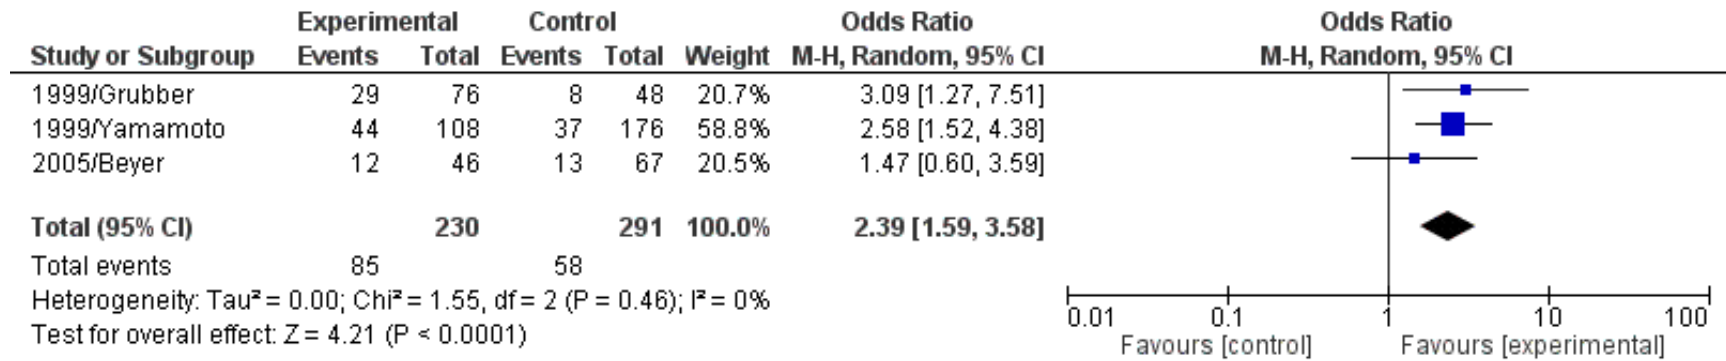 Experimental Control Odds Ratio Odds Ratio
Study or Subgroup Events Total Events Total Weight M-H, Random, 95% CI M-H, Random, 95% CI
1999/Grubber 29 76 8 48 20.7% 3.09 [1.27, 7.51]
1999/Yamamoto 44 108 37 176 58.8% 2.58 [1.52, 4.38]
2005/Beyer 12 46 13 67 20.5% 1.47 [0.60, 3.59]
Total (95% CI) 230 291 100.0% 2.39 [1.59, 3.58]
Total events 85 58
Heterogeneity: Tau² = 0.00; Chi² = 1.55, df = 2 (P = 0.46); I² = 0%
Test for overall effect: Z = 4.21 (P < 0.0001)
0.01 0.1 1 10 100
Favours [control] Favours [experimental]